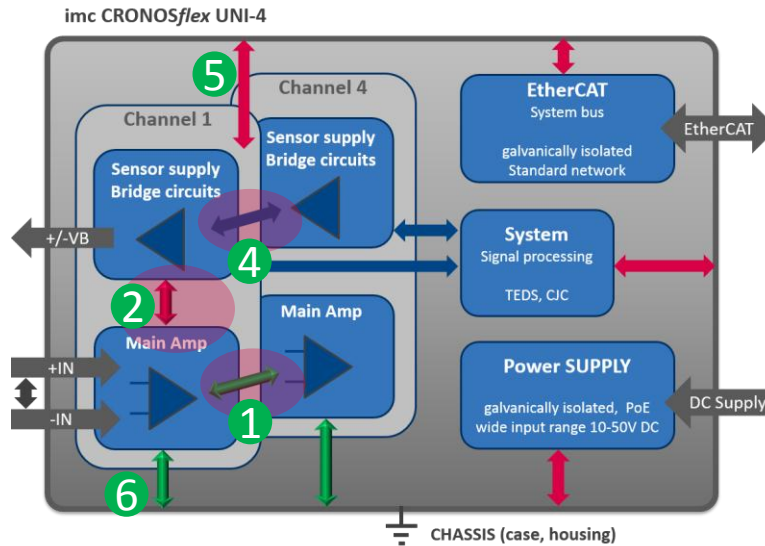 imc CRONOSflex UNI-4
5
Channel 4
Channel 1
Sensor supply
Bridge circuits
Sensor supply
Bridge circuits
EtherCAT
System bus
galvanically isolated
Standard network
EtherCAT
+/-VB
4
System
Signal processing
TEDS, CJC
2
Main Amp
Main Amp
+IN
-IN
1
Power SUPPLY
galvanically isolated, PoE
wide input range 10-50V DC
DC Supply
6
CHASSIS (case, housing)